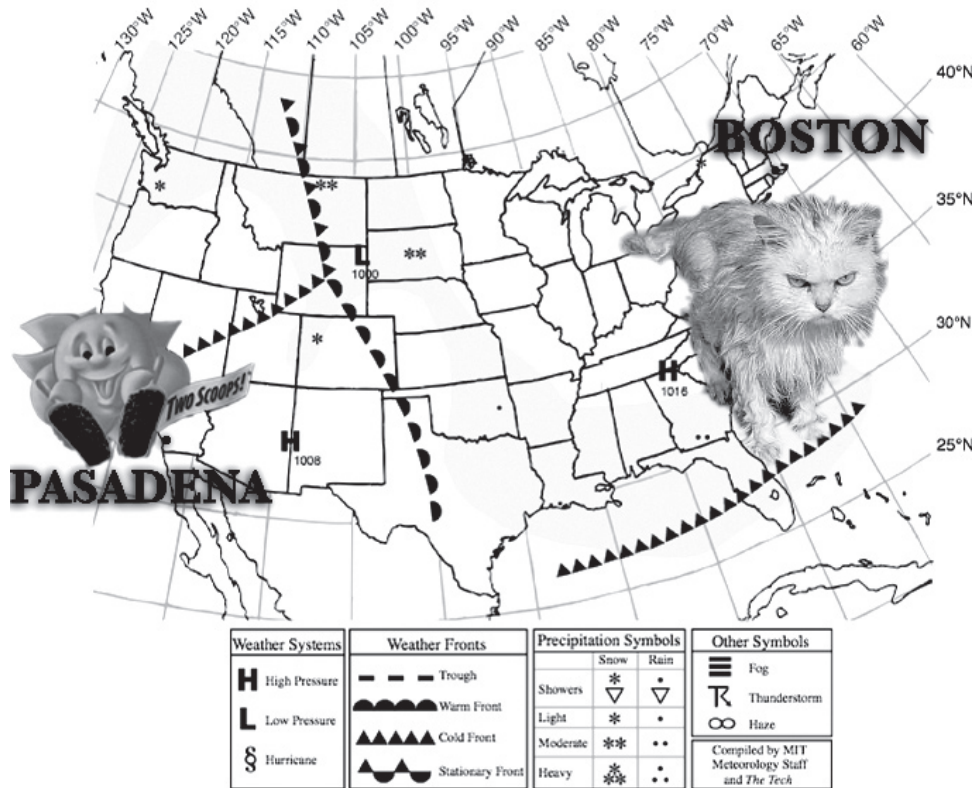 130°W 125°W 120°W 115°W 110°W 105°W 100°W 95°W 90°W 85°W 80°W 75°W 70°W 65°W 60°W
40°N
BOSTON
35°N
L
1000
30°N
TWO SCOOPS!
H
1016
H
1008
25°N
PASADENA
Weather Systems
H High Pressure
L Low Pressure
§ Hurricane
Weather Fronts
Trough
Warm Front
Cold Front
Stationary Front
Precipitation Symbols
Snow Rain
Showers
Light
Moderate
Heavy
Other Symbols
Fog
Thunderstorm
Haze
Compiled by MIT
Meteorology Staff
and The Tech